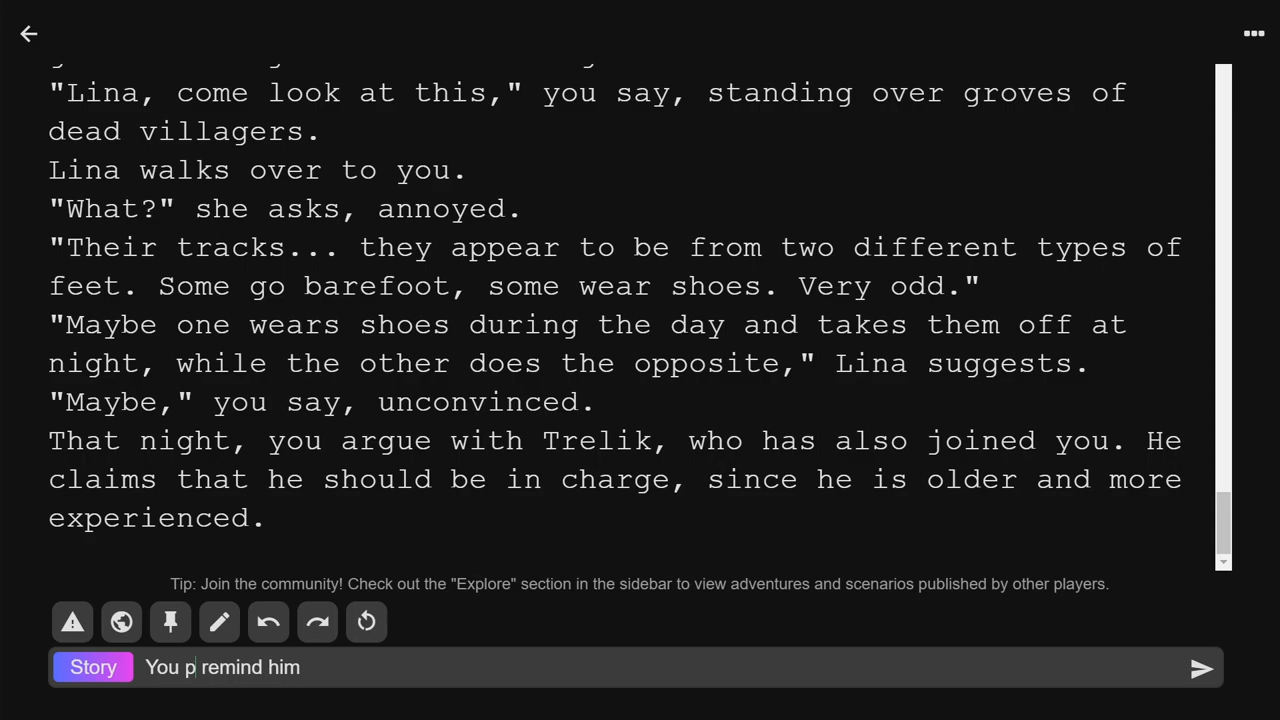 "Lina, come look at this," you say, standing over groves of
dead villagers.
Lina walks over to you.
"What?" she asks, annoyed.
"Their tracks... they appear to be from two different types of
feet. Some go barefoot, some wear shoes. Very odd."
"Maybe one wears shoes during the day and takes them off at
night, while the other does the opposite," Lina suggests.
"Maybe," you say, unconvinced.
That night, you argue with Trelik, who has also joined you. He
claims that he should be in charge, since he is older and more
experienced.
Tip: Join the community! Check out the "Explore" section in the sidebar to view adventures and scenarios published by other players.
Story You p remind him